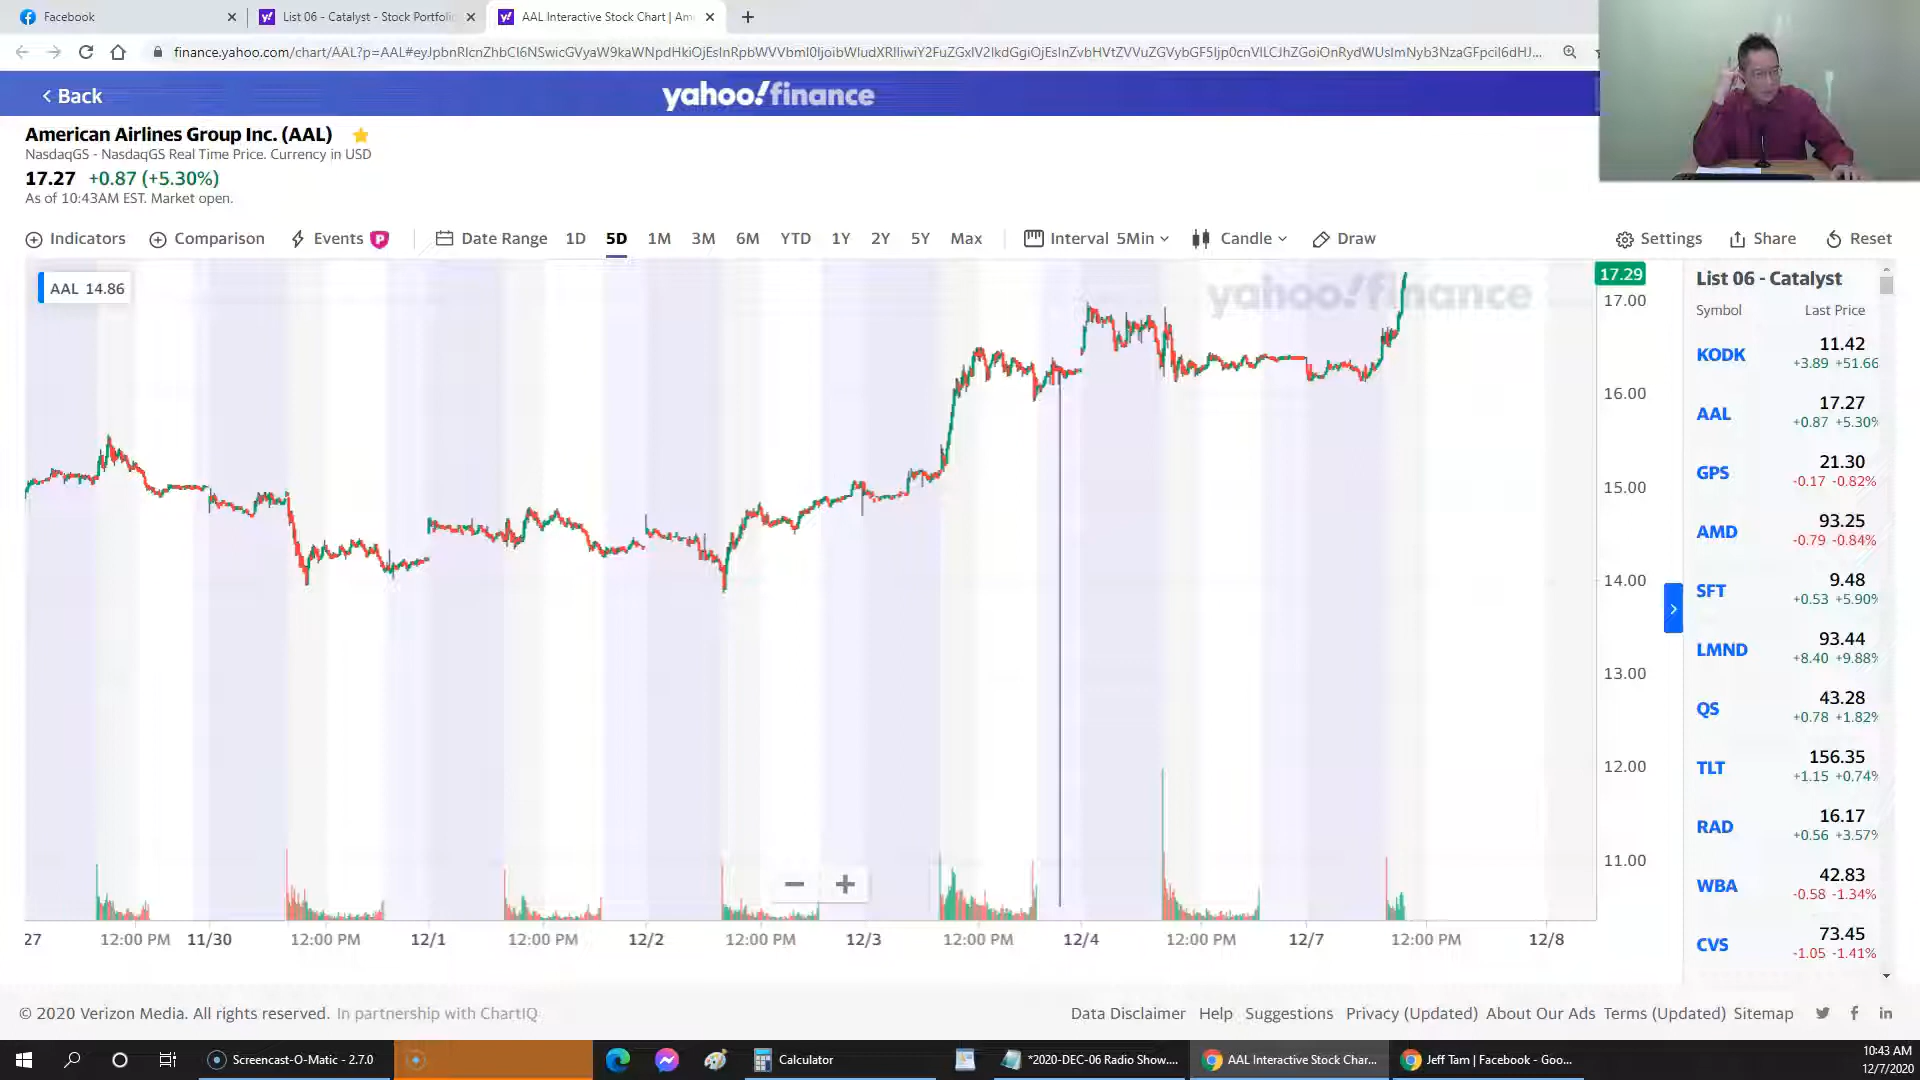 Facebook
List 06 - Catalyst - Stock Portfolio
AAL Interactive Stock Chart | Am
Back
yahoo!finance
American Airlines Group Inc. (AAL)
NasdaqGS - NasdaqGS Real Time Price. Currency in USD
17.27 +0.87 (+5.30%)
As of 10:43AM EST. Market open.
Indicators Comparison Events P Date Range 1D 5D 1M 3M 6M YTD 1Y 2Y 5Y Max Interval 5Min Candle Draw Settings Share Reset
AAL 14.86
yahoo!finance
17.29
17.00
16.00
15.00
14.00
13.00
12.00
11.00
27 12:00 PM 11/30 12:00 PM 12/1 12:00 PM 12/2 12:00 PM 12/3 12:00 PM 12/4 12:00 PM 12/7 12:00 PM 12/8
List 06 - Catalyst
Symbol Last Price
KODK 11.42
+3.89 +51.66
AAL 17.27
+0.87 +5.30%
GPS 21.30
-0.17 -0.82%
AMD 93.25
-0.79 -0.84%
SFT 9.48
+0.53 +5.90%
LMND 93.44
+8.40 +9.88%
QS 43.28
+0.78 +1.82%
TLT 156.35
+1.15 +0.74%
RAD 16.17
+0.56 +3.57%
WBA 42.83
-0.58 -1.34%
CVS 73.45
-1.05 -1.41%
© 2020 Verizon Media. All rights reserved. In partnership with ChartIQ
Data Disclaimer Help Suggestions Privacy (Updated) About Our Ads Terms (Updated) Sitemap
Screencast-O-Matic - 2.7.0
Calculator
*2020-DEC-06 Radio Show....
AAL Interactive Stock Char...
Jeff Tam | Facebook - Goo...
10:43 AM
12/7/2020